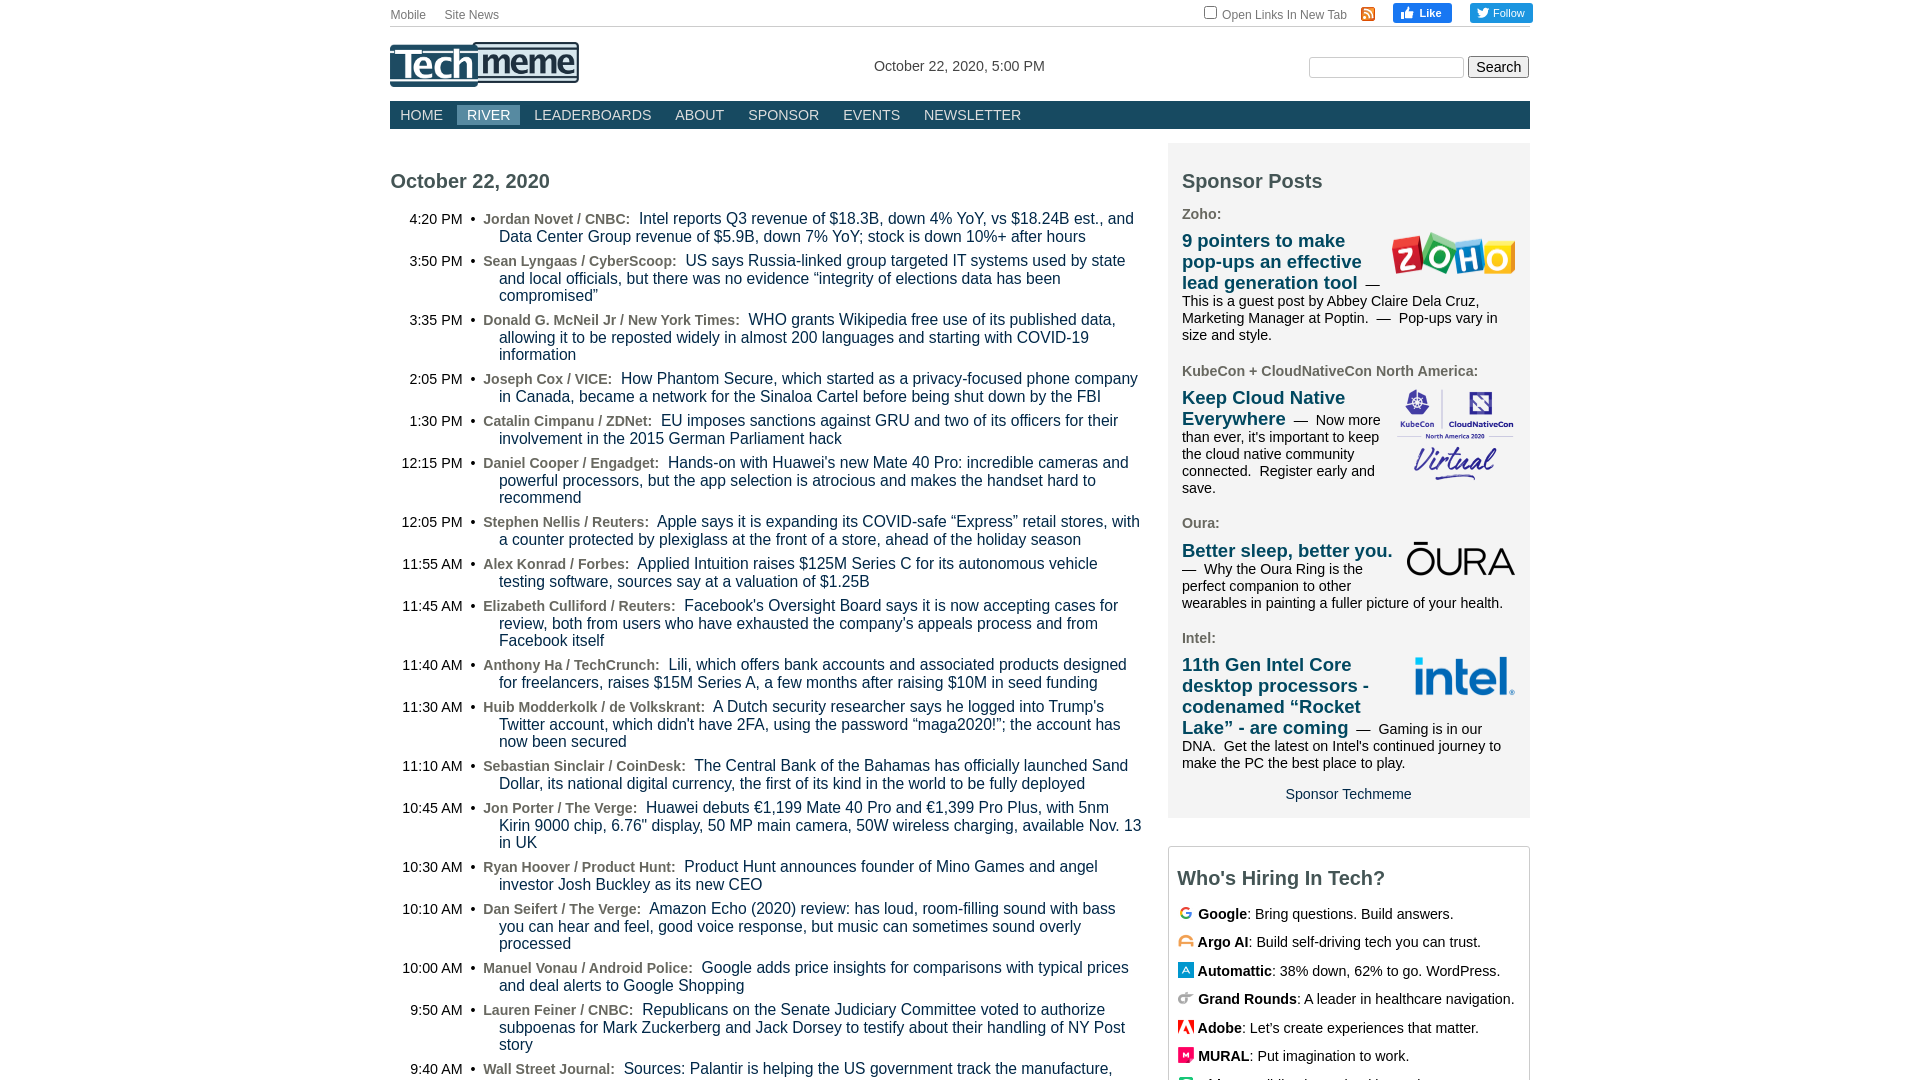 Mobile Site News
Open Links In New Tab Like Follow
Techmeme
October 22, 2020, 5:00 PM
Search
HOME RIVER LEADERBOARDS ABOUT SPONSOR EVENTS NEWSLETTER
October 22, 2020
4:20 PM • Jordan Novet / CNBC: Intel reports Q3 revenue of $18.3B, down 4% YoY, vs $18.24B est., and
Data Center Group revenue of $5.9B, down 7% YoY; stock is down 10%+ after hours
3:50 PM • Sean Lyngaas / CyberScoop: US says Russia-linked group targeted IT systems used by state
and local officials, but there was no evidence “integrity of elections data has been
compromised”
3:35 PM • Donald G. McNeil Jr / New York Times: WHO grants Wikipedia free use of its published data,
allowing it to be reposted widely in almost 200 languages and starting with COVID-19
information
2:05 PM • Joseph Cox / VICE: How Phantom Secure, which started as a privacy-focused phone company
in Canada, became a network for the Sinaloa Cartel before being shut down by the FBI
1:30 PM • Catalin Cimpanu / ZDNet: EU imposes sanctions against GRU and two of its officers for their
involvement in the 2015 German Parliament hack
12:15 PM • Daniel Cooper / Engadget: Hands-on with Huawei's new Mate 40 Pro: incredible cameras and
powerful processors, but the app selection is atrocious and makes the handset hard to
recommend
12:05 PM • Stephen Nellis / Reuters: Apple says it is expanding its COVID-safe “Express” retail stores, with
a counter protected by plexiglass at the front of a store, ahead of the holiday season
11:55 AM • Alex Konrad / Forbes: Applied Intuition raises $125M Series C for its autonomous vehicle
testing software, sources say at a valuation of $1.25B
11:45 AM • Elizabeth Culliford / Reuters: Facebook's Oversight Board says it is now accepting cases for
review, both from users who have exhausted the company's appeals process and from
Facebook itself
11:40 AM • Anthony Ha / TechCrunch: Lili, which offers bank accounts and associated products designed
for freelancers, raises $15M Series A, a few months after raising $10M in seed funding
11:30 AM • Huib Modderkolk / de Volkskrant: A Dutch security researcher says he logged into Trump's
Twitter account, which didn't have 2FA, using the password “maga2020!”; the account has
now been secured
11:10 AM • Sebastian Sinclair / CoinDesk: The Central Bank of the Bahamas has officially launched Sand
Dollar, its national digital currency, the first of its kind in the world to be fully deployed
10:45 AM • Jon Porter / The Verge: Huawei debuts €1,199 Mate 40 Pro and €1,399 Pro Plus, with 5nm
Kirin 9000 chip, 6.76" display, 50 MP main camera, 50W wireless charging, available Nov. 13
in UK
10:30 AM • Ryan Hoover / Product Hunt: Product Hunt announces founder of Mino Games and angel
investor Josh Buckley as its new CEO
10:10 AM • Dan Seifert / The Verge: Amazon Echo (2020) review: has loud, room-filling sound with bass
you can hear and feel, good voice response, but music can sometimes sound overly
processed
10:00 AM • Manuel Vonau / Android Police: Google adds price insights for comparisons with typical prices
and deal alerts to Google Shopping
9:50 AM • Lauren Feiner / CNBC: Republicans on the Senate Judiciary Committee voted to authorize
subpoenas for Mark Zuckerberg and Jack Dorsey to testify about their handling of NY Post
story
9:40 AM • Wall Street Journal: Sources: Palantir is helping the US government track the manufacture,
Sponsor Posts
Zoho:
9 pointers to make
pop-ups an effective
lead generation tool —
ZOHO
This is a guest post by Abbey Claire Dela Cruz,
Marketing Manager at Poptin. — Pop-ups vary in
size and style.
KubeCon + CloudNativeCon North America:
Keep Cloud Native
Everywhere — Now more
than ever, it's important to keep
the cloud native community
connected. Register early and
save.
KubeCon CloudNativeCon
North America 2020
Virtual
Oura:
Better sleep, better you.
— Why the Oura Ring is the
perfect companion to other
wearables in painting a fuller picture of your health.
ŌURA
Intel:
11th Gen Intel Core
desktop processors -
codenamed “Rocket
Lake” - are coming — Gaming is in our
DNA. Get the latest on Intel's continued journey to
make the PC the best place to play.
intel
Sponsor Techmeme
Who's Hiring In Tech?
Google: Bring questions. Build answers.
Argo AI: Build self-driving tech you can trust.
Automattic: 38% down, 62% to go. WordPress.
Grand Rounds: A leader in healthcare navigation.
Adobe: Let’s create experiences that matter.
MURAL: Put imagination to work.